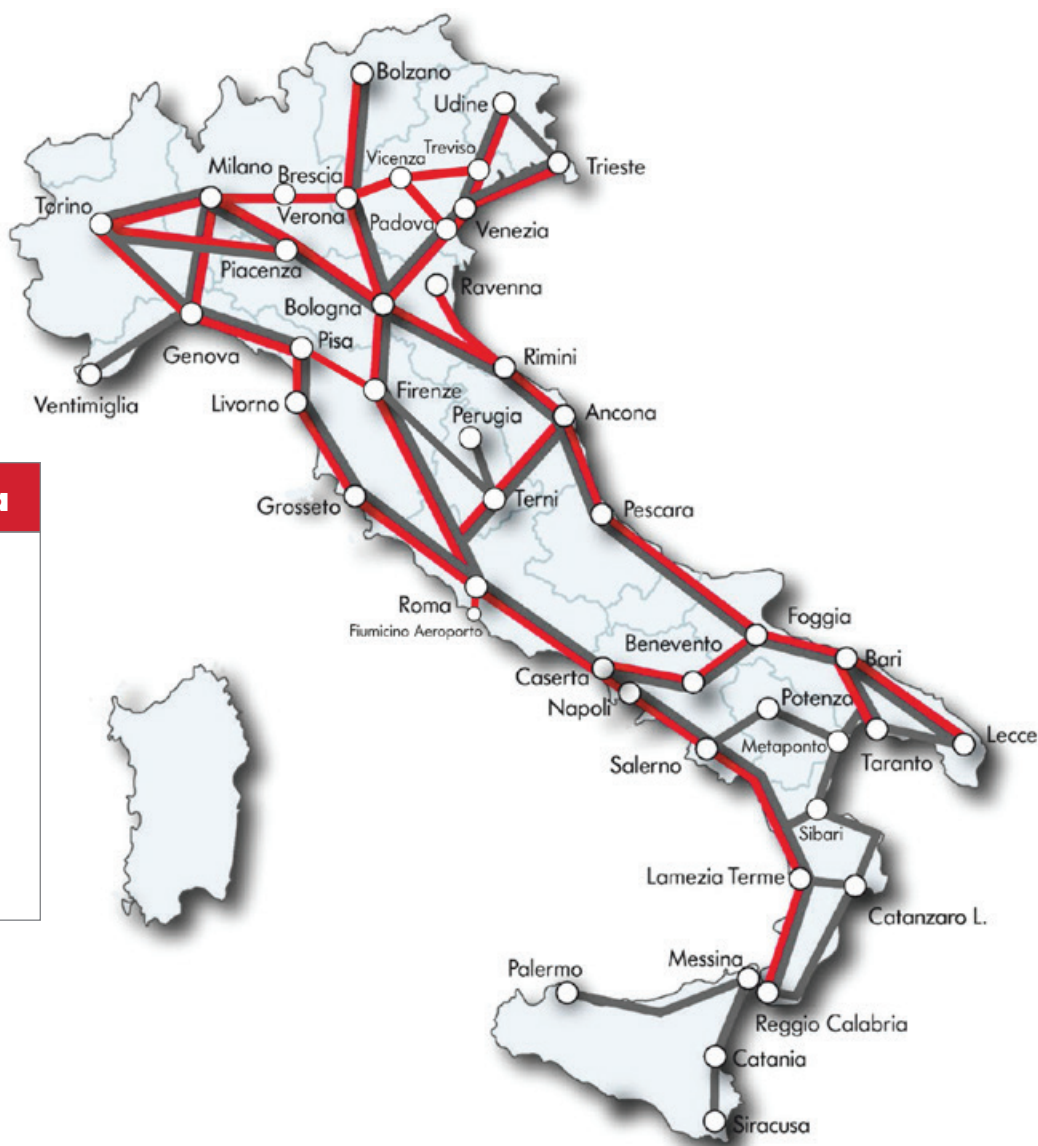 Bolzano
Udine
Treviso
Trieste
Vicenza
Milano
Brescia
Verona
Torino
Padova
Venezia
Piacenza
Ravenna
Bologna
Genova
Pisa
Rimini
Ventimiglia
Livorno
Firenze
Perugia
Ancona
a
Grosseto
Terni
Pescara
Roma
Fiumicino Aeroporto
Foggia
Benevento
Bari
Caserta
Napoli
Potenza
Salerno
Metaponto
Taranto
Lecce
Sibari
Lamezia Terme
Catanzaro L.
Messina
Palermo
Reggio Calabria
Catania
Siracusa